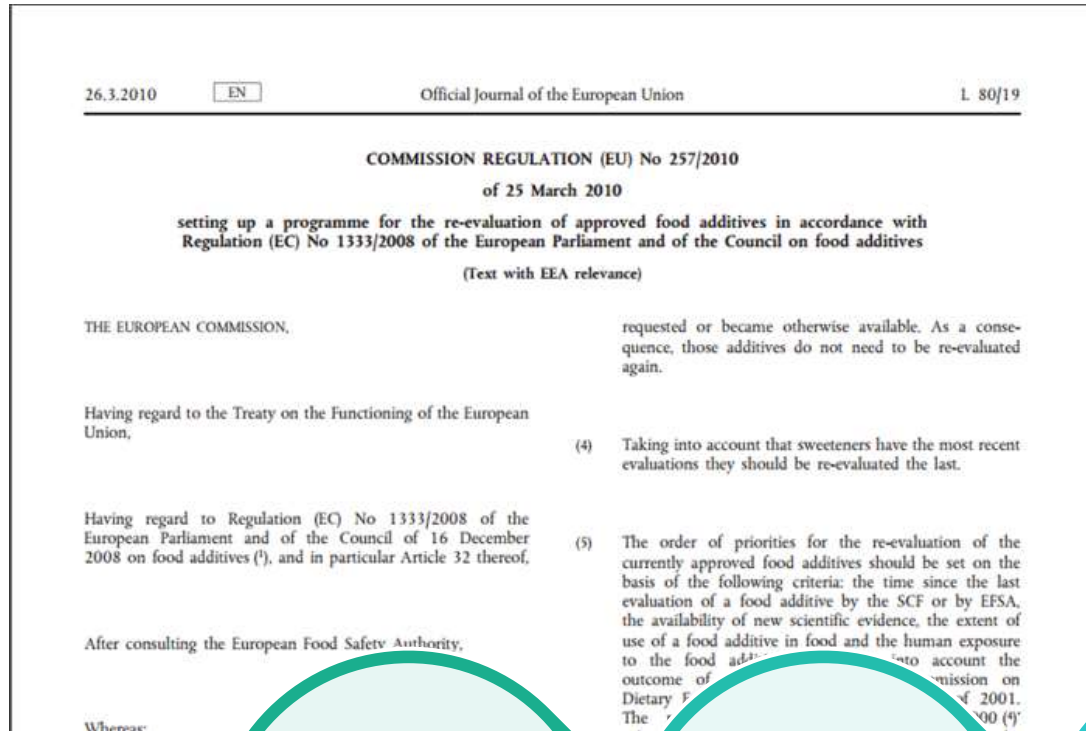 26.3.2010 EN Official Journal of the European Union L 80/19
COMMISSION REGULATION (EU) No 257/2010
of 25 March 2010
setting up a programme for the re-evaluation of approved food additives in accordance with
Regulation (EC) No 1333/2008 of the European Parliament and of the Council on food additives
(Text with EEA relevance)
THE EUROPEAN COMMISSION,
Having regard to the Treaty on the Functioning of the European
Union,
Having regard to Regulation (EC) No 1333/2008 of the
European Parliament and of the Council of 16 December
2008 on food additives (¹), and in particular Article 32 thereof,
After consulting the European Food Safety Authority,
Whereas:
requested or became otherwise available. As a conse-
quence, those additives do not need to be re-evaluated
again.
(4) Taking into account that sweeteners have the most recent
evaluations they should be re-evaluated the last.
(5) The order of priorities for the re-evaluation of the
currently approved food additives should be set on the
basis of the following criteria: the time since the last
evaluation of a food additive by the SCF or by EFSA,
the availability of new scientific evidence, the extent of
use of a food additive in food and the human exposure
to the food account the
outcome of on
Dietary of 2001.
The (⁴)